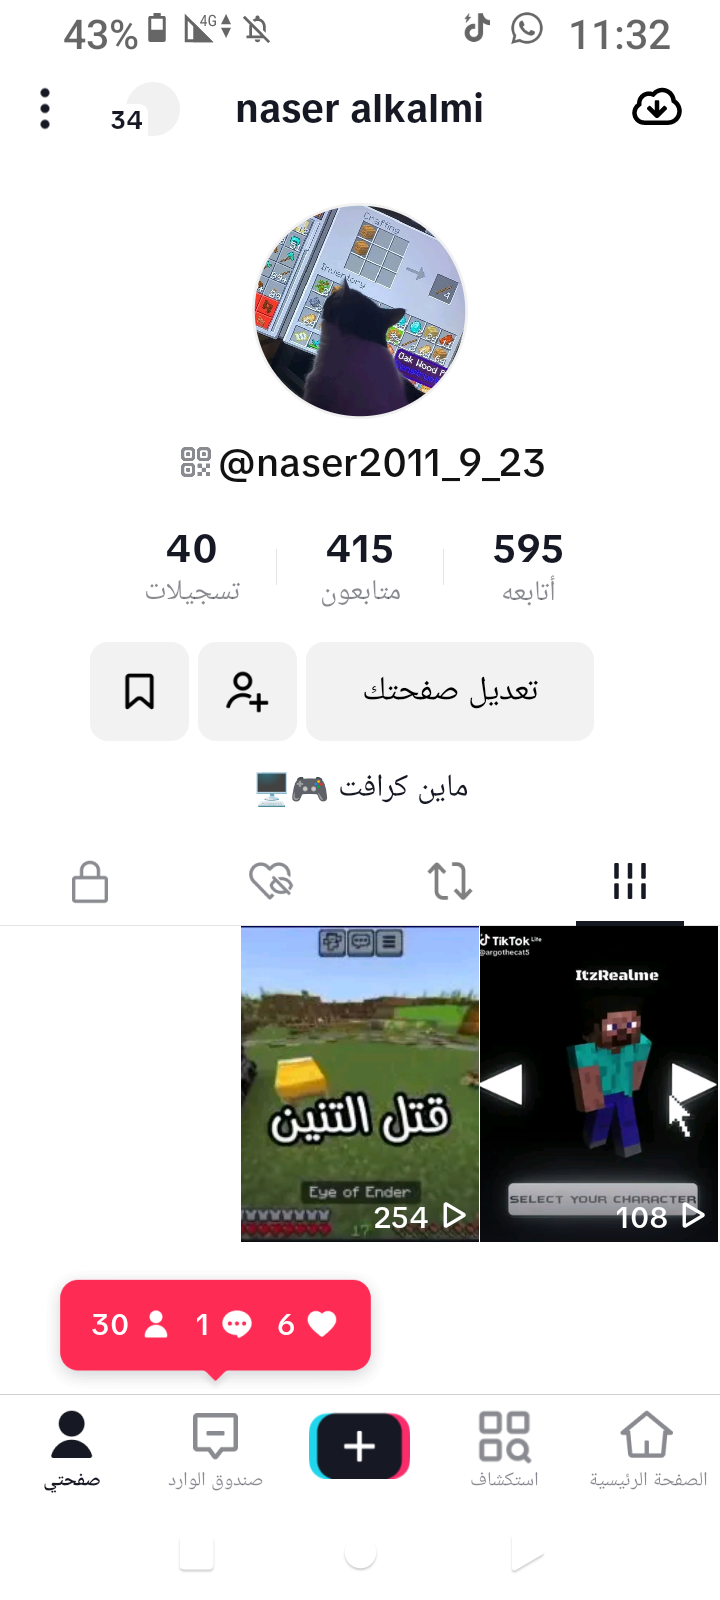 43% 4G 11:32
34 naser alkalmi
Crafting
Inventory
Oak Wood
@naser2011_9_23
595 415 40
أتابعه متابعون تسجيلات
تعديل صفحتك
ماين كرافت
TikTok Lite
@argothecat5
ItzRealme
SELECT YOUR CHARACTER
108
قتل التنين
Eye of Ender
17
254
30 1 6
الصفحة الرئيسية استكشاف صندوق الوارد صفحتي